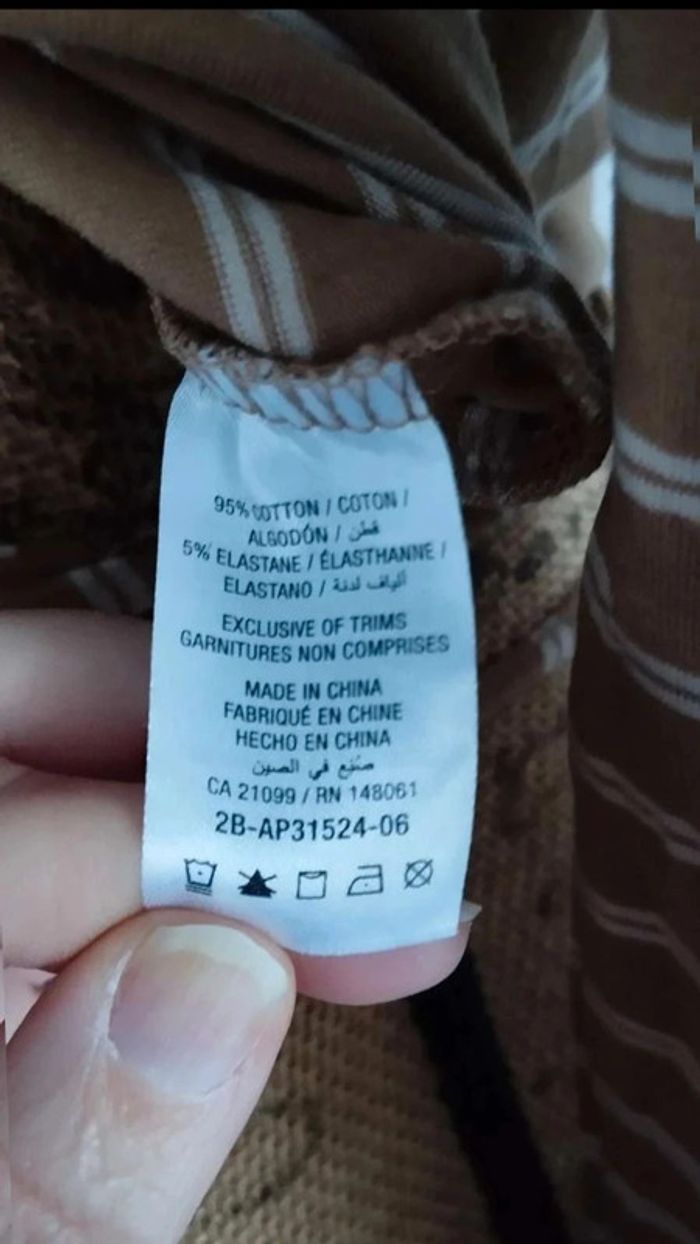 95% COTTON / COTON /
ALGODÓN / قطن
5% ELASTANE / ÉLASTHANNE /
ELASTANO / ألياف لدنة
EXCLUSIVE OF TRIMS
GARNITURES NON COMPRISES
MADE IN CHINA
FABRIQUÉ EN CHINE
HECHO EN CHINA
صنع في الصين
CA 21099 / RN 148061
2B-AP31524-06